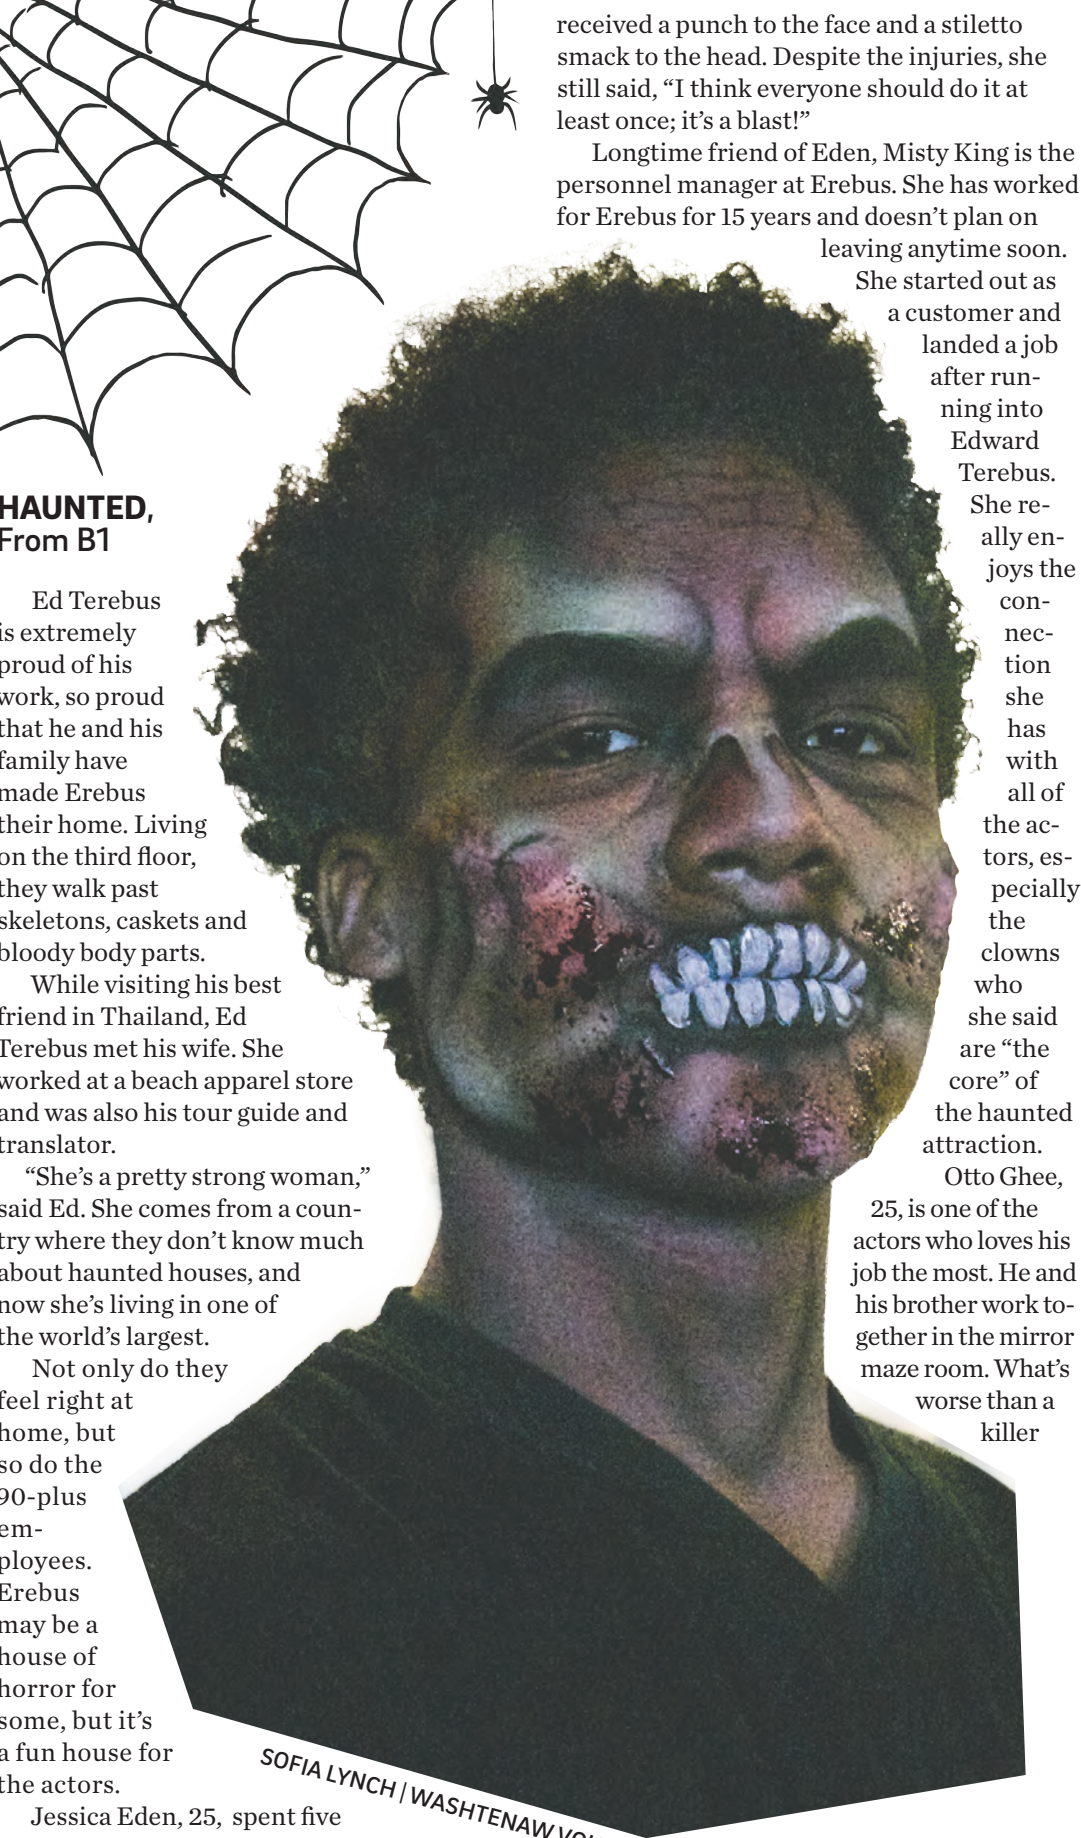 HAUNTED,
From B1
Ed Terebus
is extremely
proud of his
work, so proud
that he and his
family have
made Erebus
their home. Living
on the third floor,
they walk past
skeletons, caskets and
bloody body parts.
While visiting his best
friend in Thailand, Ed
Terebus met his wife. She
worked at a beach apparel store
and was also his tour guide and
translator.
“She’s a pretty strong woman,”
said Ed. She comes from a coun-
try where they don’t know much
about haunted houses, and
now she’s living in one of
the world’s largest.
Not only do they
feel right at
home, but
so do the
90-plus
em-
ployees.
Erebus
may be a
house of
horror for
some, but it’s
a fun house for
the actors.
Jessica Eden, 25, spent five
received a punch to the face and a stiletto
smack to the head. Despite the injuries, she
still said, “I think everyone should do it at
least once; it’s a blast!”
Longtime friend of Eden, Misty King is the
personnel manager at Erebus. She has worked
for Erebus for 15 years and doesn’t plan on
leaving anytime soon.
She started out as
a customer and
landed a job
after run-
ning into
Edward
Terebus.
She re-
ally en-
joys the
con-
nec-
tion
she
has
with
all of
the ac-
tors, es-
pecially
the
clowns
who
she said
are “the
core” of
the haunted
attraction.
Otto Ghee,
25, is one of the
actors who loves his
job the most. He and
his brother work to-
gether in the mirror
maze room. What’s
worse than a
killer
SOFIA LYNCH | WASHTENAW